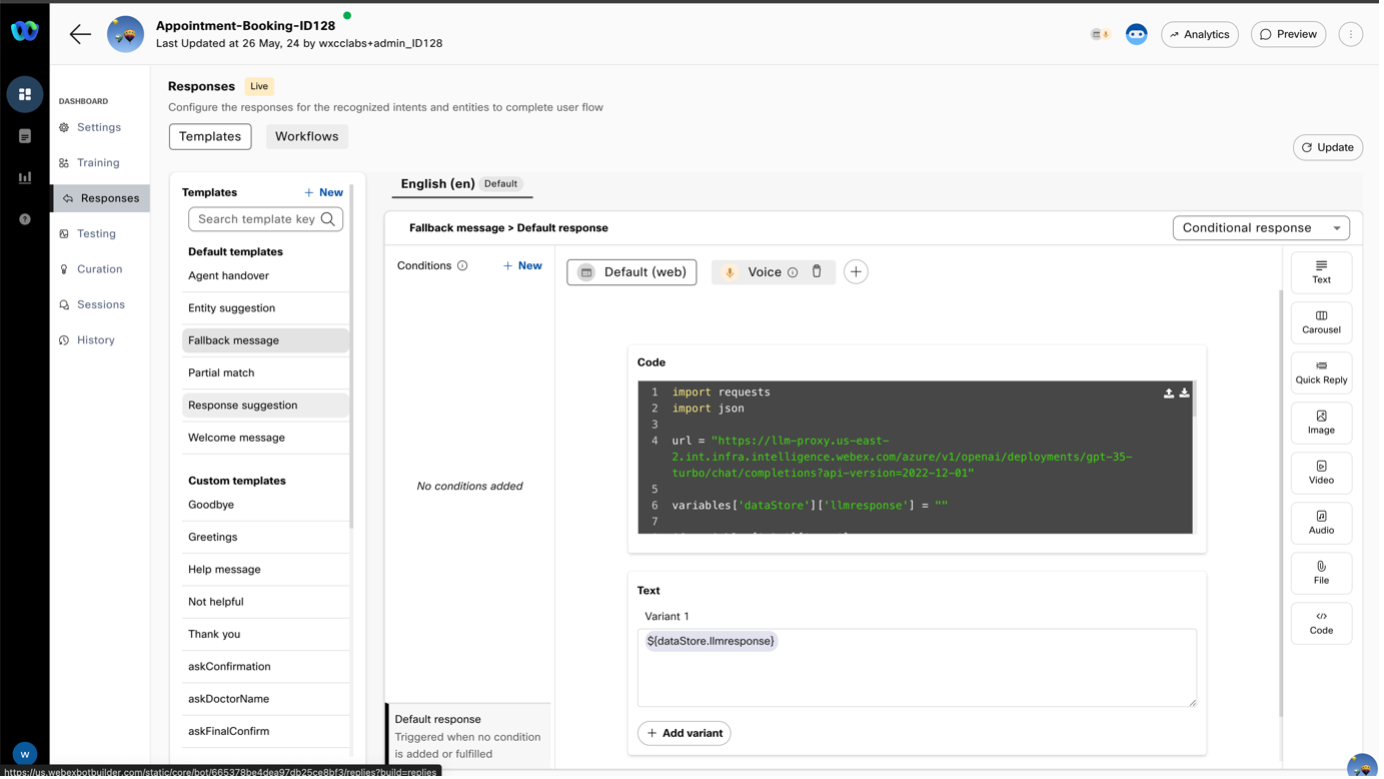 Appointment-Booking-ID128
Last Updated at 26 May, 24 by wxcclabs+admin_ID128
Analytics
Preview
DASHBOARD
Settings
Training
Responses
Testing
Curation
Sessions
History
Responses Live
Configure the responses for the recognized intents and entities to complete user flow
Templates Workflows
Update
Templates + New
Search template key
Default templates
Agent handover
Entity suggestion
Fallback message
Partial match
Response suggestion
Welcome message
Custom templates
Goodbye
Greetings
Help message
Not helpful
Thank you
askConfirmation
askDoctorName
askFinalConfirm
English (en) Default
Fallback message > Default response
Conditional response
Conditions + New
No conditions added
Default response
Triggered when no condition
is added or fulfilled
Default (web) Voice
Code
1 import requests
2 import json
3
4 url = "https://llm-proxy.us-east-
2.int.infra.intelligence.webex.com/azure/v1/openai/deployments/gpt-35-
turbo/chat/completions?api-version=2022-12-01"
5
6 variables['dataStore']['llmresponse'] = ""
7
Text
Variant 1
${dataStore.llmresponse}
+ Add variant
Text
Carousel
Quick Reply
Image
Video
Audio
File
Code
W
https://us.webexbotbuilder.com/static/core/bot/665378be4dea97db25ce8bf3/replies?build=replies